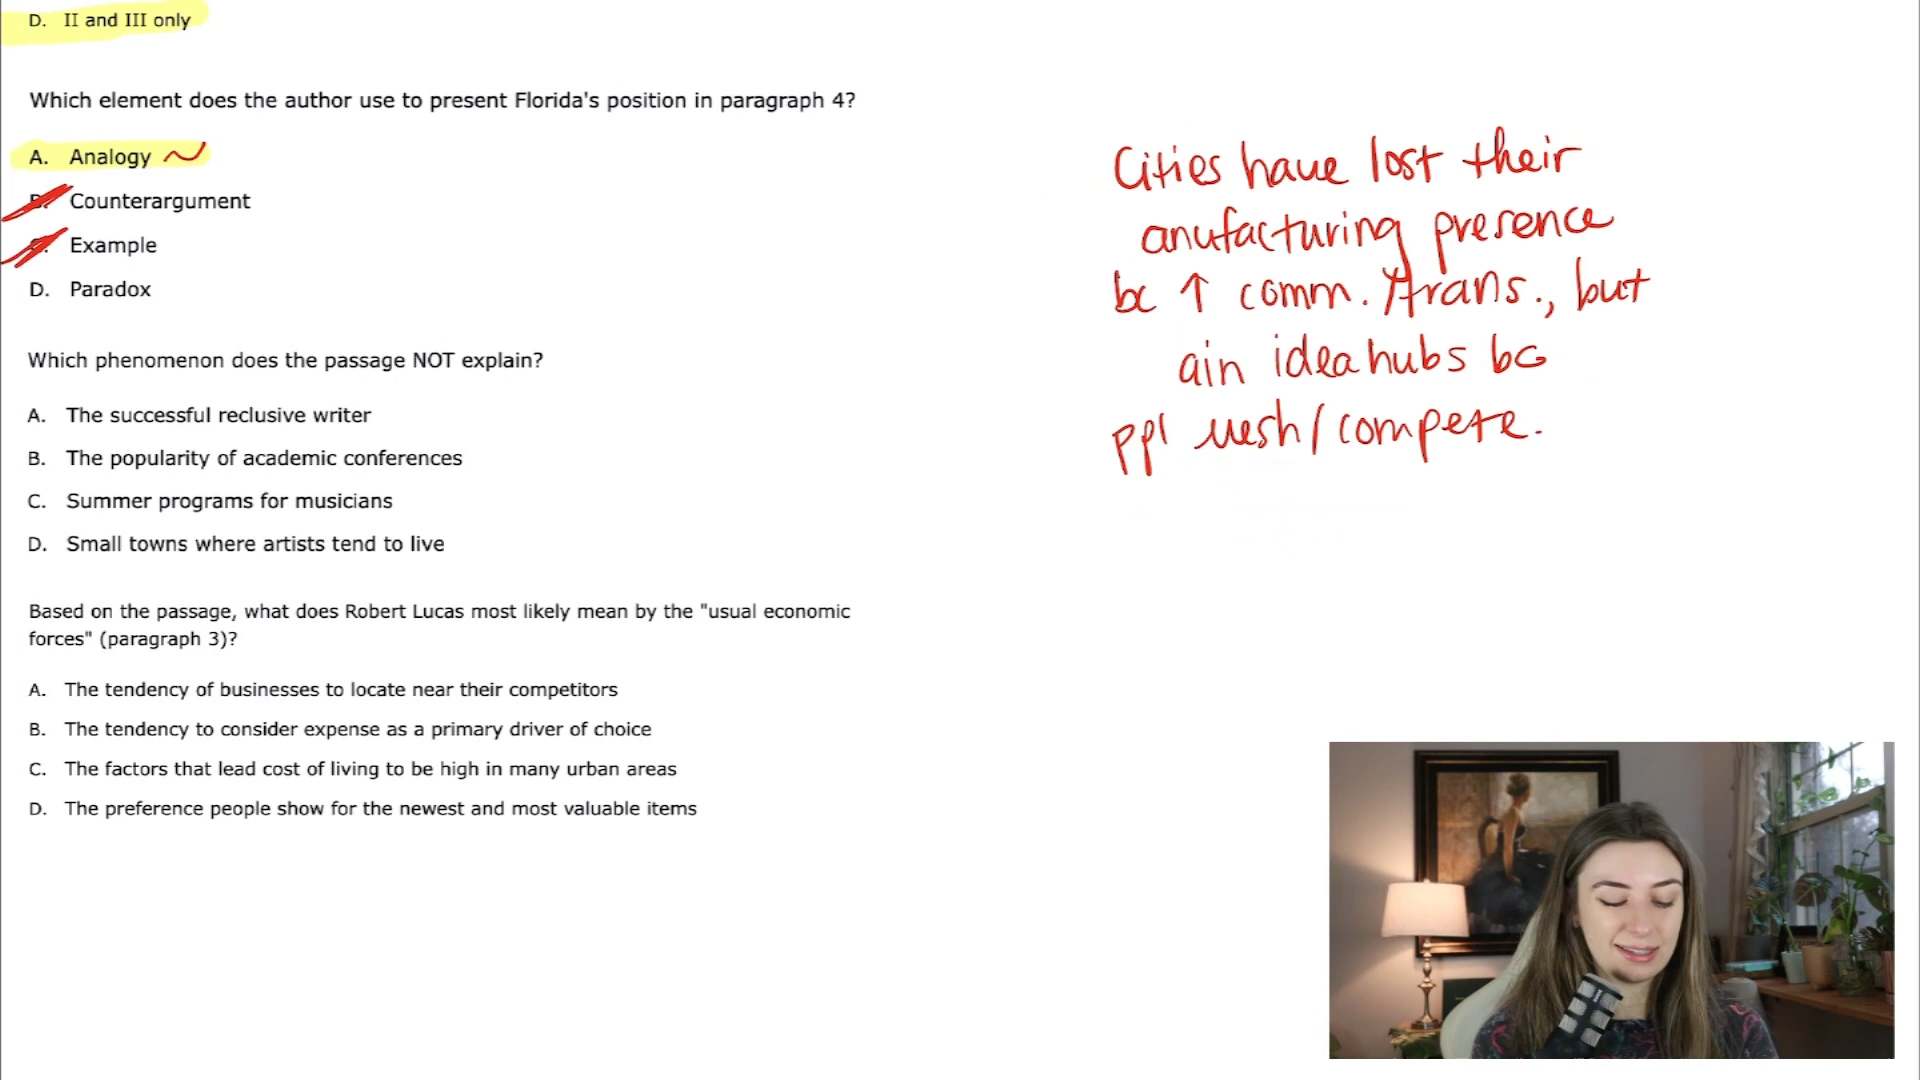 D. II and III only
Which element does the author use to present Florida's position in paragraph 4?
A. Analogy
Counterargument
Example
D. Paradox
Which phenomenon does the passage NOT explain?
A. The successful reclusive writer
B. The popularity of academic conferences
C. Summer programs for musicians
D. Small towns where artists tend to live
Based on the passage, what does Robert Lucas most likely mean by the "usual economic
forces" (paragraph 3)?
A. The tendency of businesses to locate near their competitors
B. The tendency to consider expense as a primary driver of choice
C. The factors that lead cost of living to be high in many urban areas
D. The preference people show for the newest and most valuable items
Cities have lost their
anufacturing presence
bc ↑ comm./trans., but
ain idea hubs bc
ppl /compete.